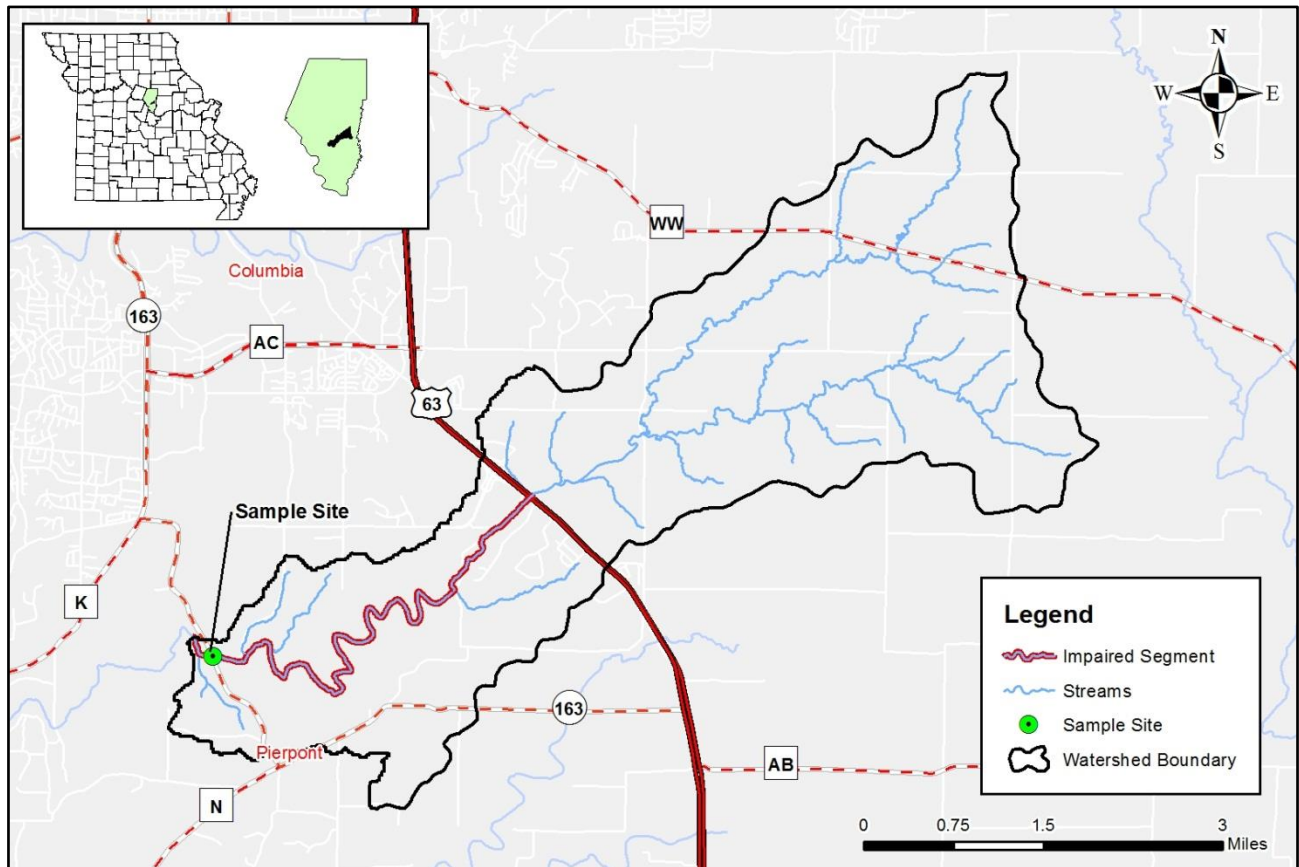 N
W E
S
WW
Columbia
163
AC
63
Sample Site
K
Legend
Impaired Segment
Streams
Sample Site
Watershed Boundary
163
Pierpont
AB
N
0 0.75 1.5 3
Miles